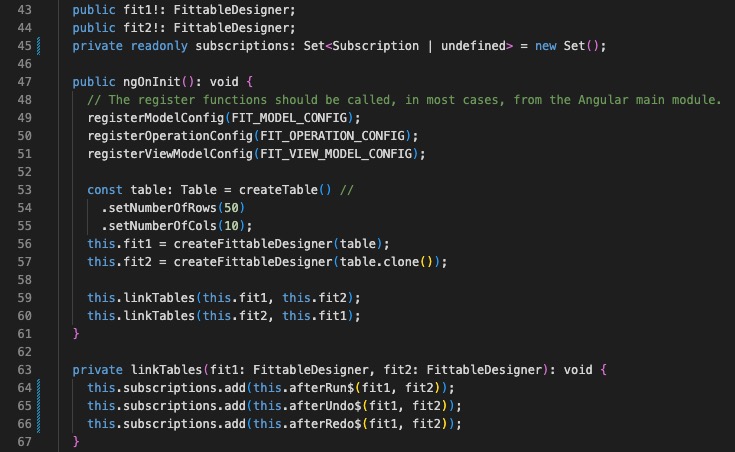 43 public fit1!: FittableDesigner;
44 public fit2!: FittableDesigner;
45 private readonly subscriptions: Set<Subscription | undefined> = new Set();
46
47 public ngOnInit(): void {
48 // The register functions should be called, in most cases, from the Angular main module.
49 registerModelConfig(FIT_MODEL_CONFIG);
50 registerOperationConfig(FIT_OPERATION_CONFIG);
51 registerViewModelConfig(FIT_VIEW_MODEL_CONFIG);
52
53 const table: Table = createTable() //
54 .setNumberOfRows(50)
55 .setNumberOfCols(10);
56 this.fit1 = createFittableDesigner(table);
57 this.fit2 = createFittableDesigner(table.clone());
58
59 this.linkTables(this.fit1, this.fit2);
60 this.linkTables(this.fit2, this.fit1);
61 }
62
63 private linkTables(fit1: FittableDesigner, fit2: FittableDesigner): void {
64 this.subscriptions.add(this.afterRun$(fit1, fit2));
65 this.subscriptions.add(this.afterUndo$(fit1, fit2));
66 this.subscriptions.add(this.afterRedo$(fit1, fit2));
67 }